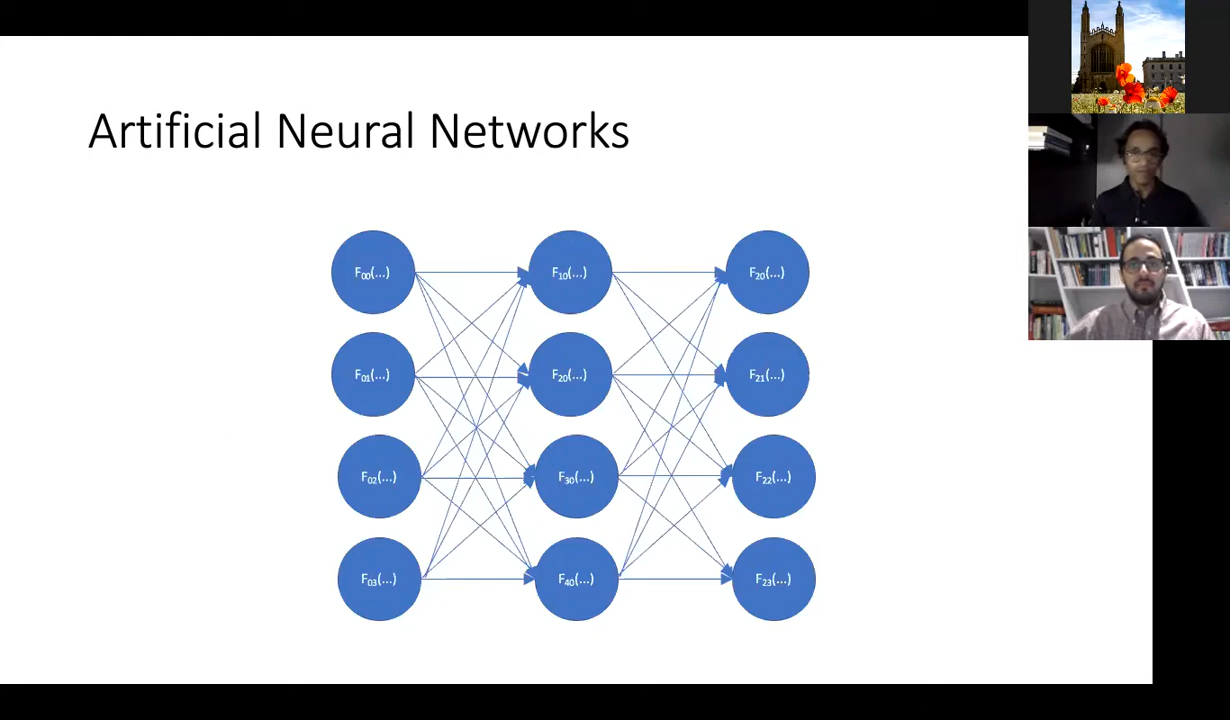 Artificial Neural Networks
F₀₀(...) F₁₀(...) F₂₀(...)
F₀₁(...) F₂₀(...) F₂₁(...)
F₀₂(...) F₃₀(...) F₂₂(...)
F₀₃(...) F₄₀(...) F₂₃(...)